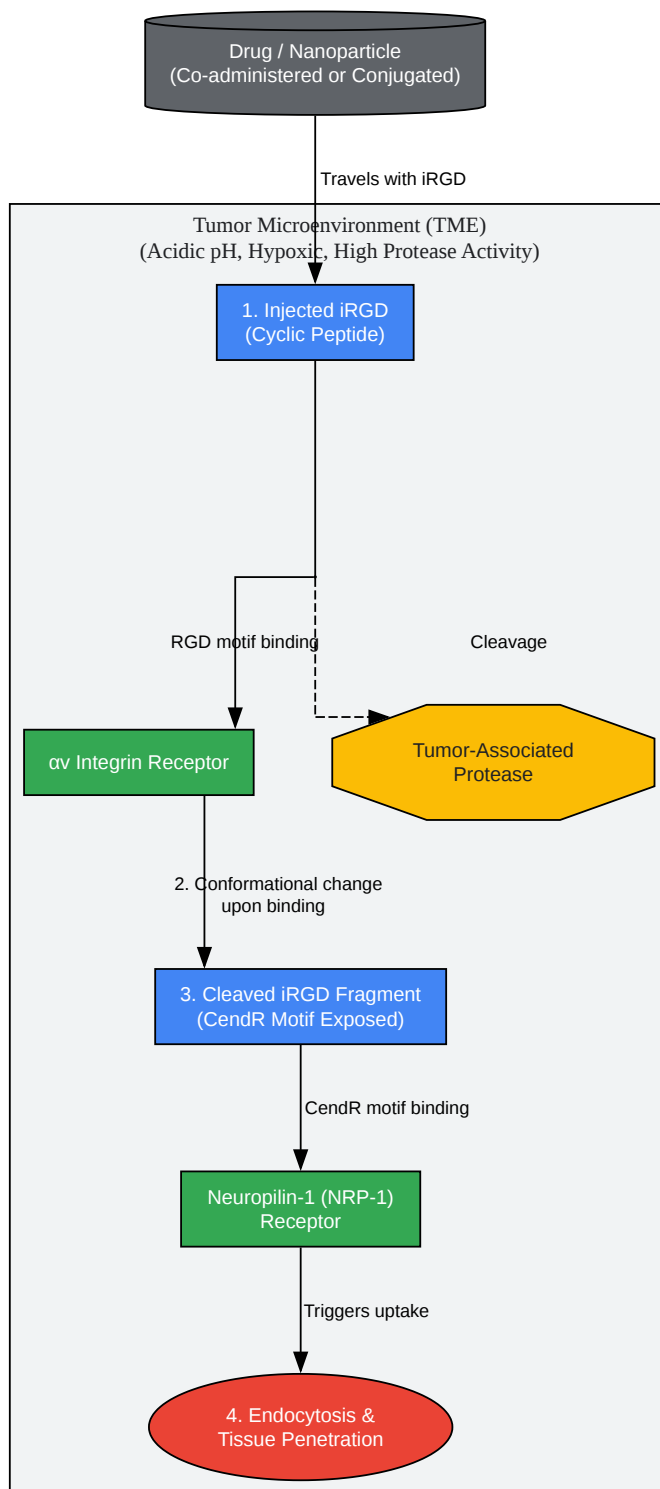 Drug / Nanoparticle
(Co-administered or Conjugated)
Travels with iRGD
Tumor Microenvironment (TME)
(Acidic pH, Hypoxic, High Protease Activity)
1. Injected iRGD
(Cyclic Peptide)
RGD motif binding
Cleavage
αv Integrin Receptor
Tumor-Associated
Protease
2. Conformational change
upon binding
3. Cleaved iRGD Fragment
(CendR Motif Exposed)
CendR motif binding
Neuropilin-1 (NRP-1)
Receptor
Triggers uptake
4. Endocytosis &
Tissue Penetration